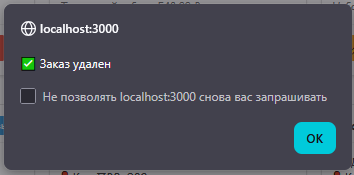 localhost:3000
✅ Заказ удален
Не позволять localhost:3000 снова вас запрашивать
OK